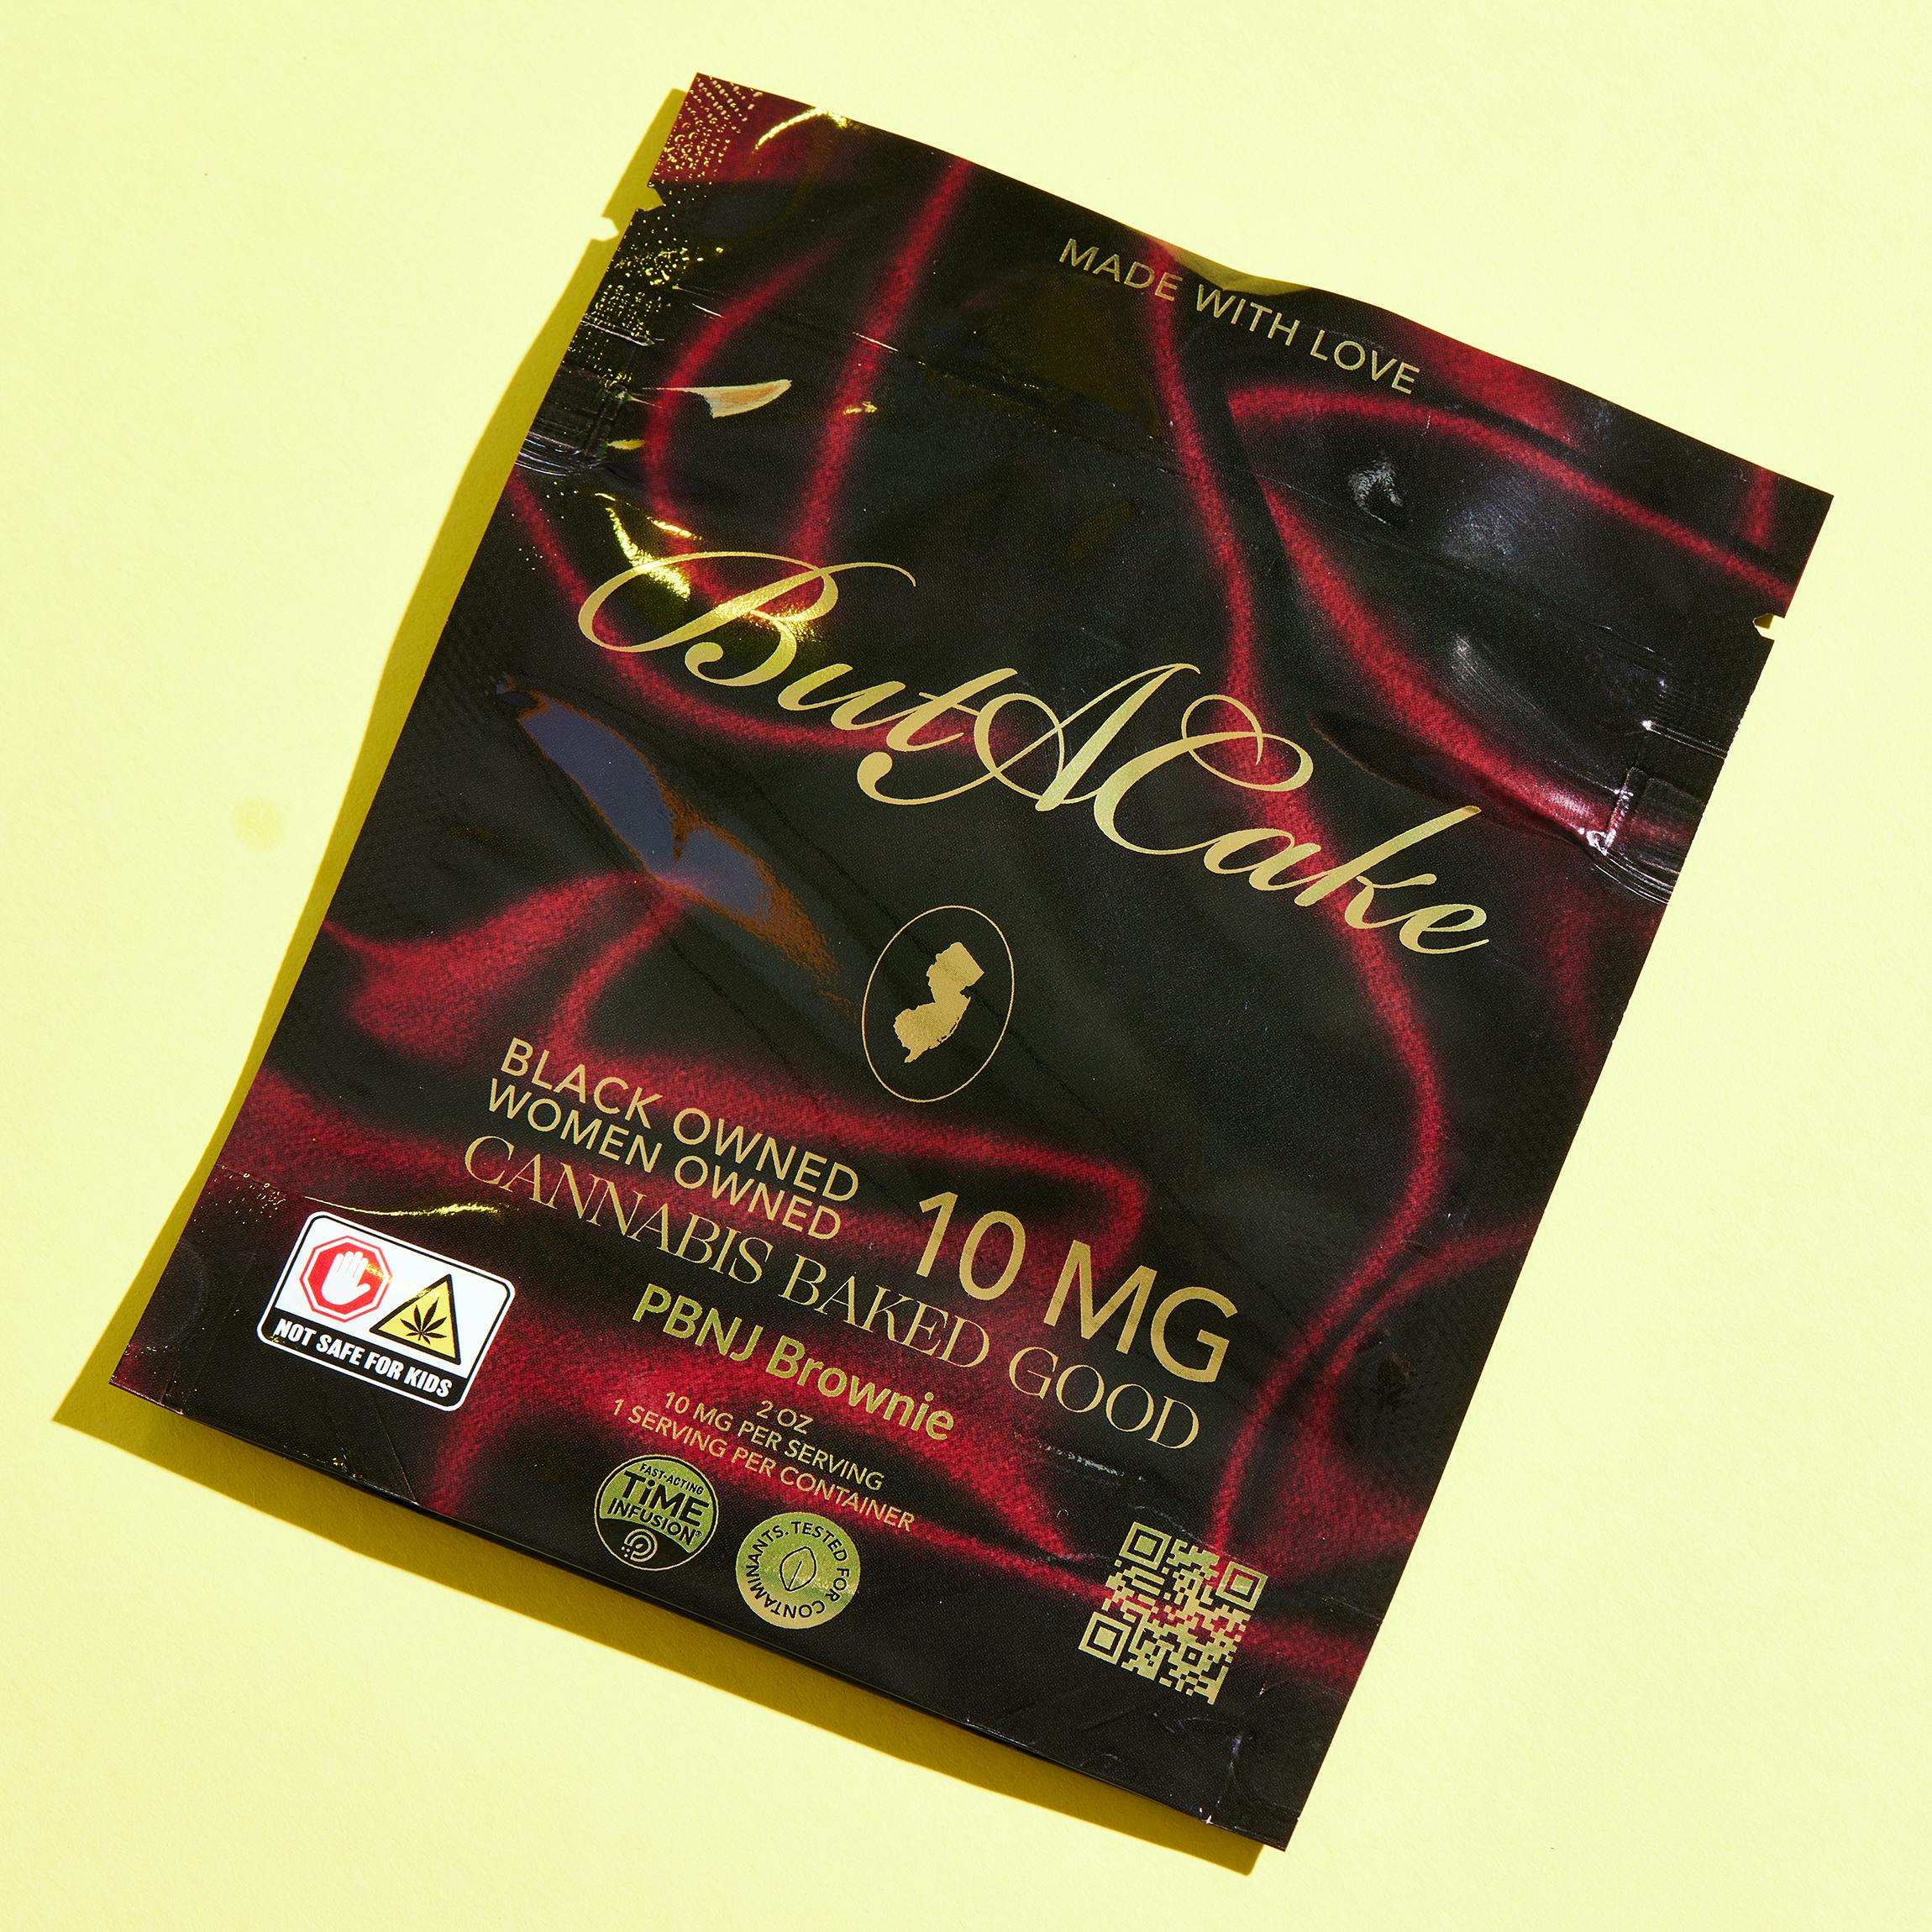 MADE WITH LOVE
ButACake
BLACK OWNED
WOMEN OWNED
10 MG
CANNABIS BAKED GOOD
PBNJ Brownie
2 OZ
10 MG PER SERVING
1 SERVING PER CONTAINER
NOT SAFE FOR KIDS
FAST-ACTING
TiME
INFUSION®
TESTED FOR CONTAMINANTS.